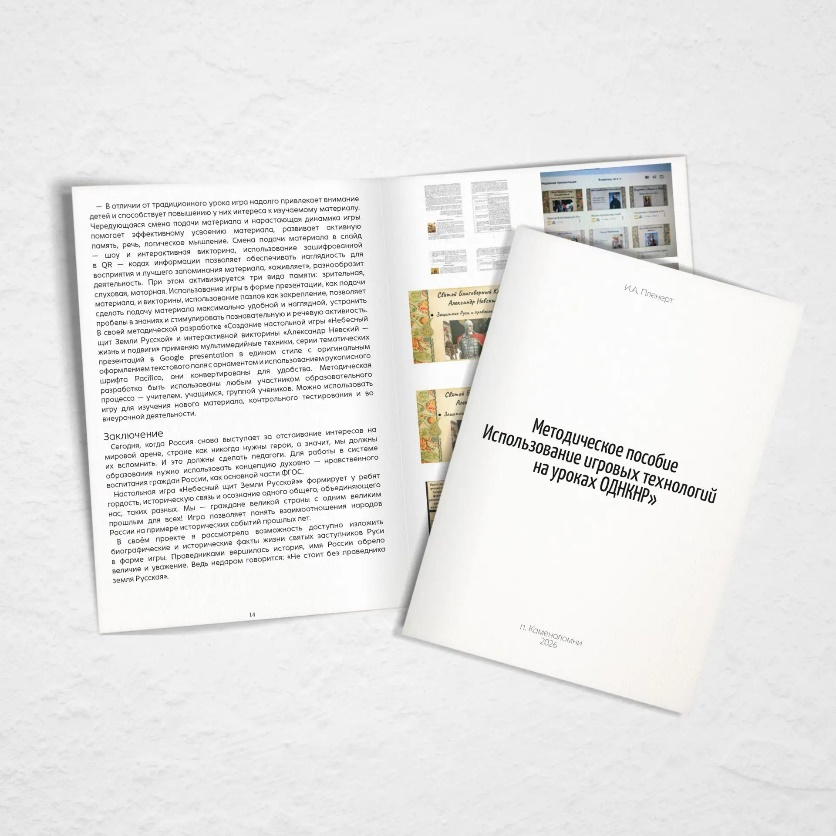 — В отличии от традиционного урока игра надолго привлекает внимание
детей и способствует повышению у них интереса к изучаемому материалу.
Чередующаяся смена подачи материала и нарастающая динамика игры
помогает эффективному усвоению материала, развивает активную
память, речь, логическое мышление. Смена подачи материала в слайд
— шоу и интерактивная викторина, использование зашифрованной
в QR — кодах информации позволяет обеспечивать наглядность для
восприятия и лучшего запоминания материала, «оживляет», разнообразит
деятельность. При этом активизируется три вида памяти: зрительная,
слуховая, моторная. Использование игры в форме презентации, как подачи
материала, и викторины, использование пазлов как закрепление, позволяет
сделать подачу материала максимально удобной и наглядной, устранить
пробелы в знаниях и стимулировать познавательную и речевую активность.
В своей методической разработке «Создание настольной игры «Небесный
щит Земли Русской» и интерактивной викторины «Александр Невский —
жизнь и подвиги» применяю мультимедийные техники, серии тематических
презентаций в Google presentation в едином стиле с оригинальным
оформлением текстового поля с орнаментом и использованием рукописного
шрифта Pacifico, они конвертированы для удобства. Методическая
разработка быть использованы любым участником образовательного
процесса — учителем, учащимся, группой учеников. Можно использовать
игру для изучения нового материала, контрольного тестирования и во
внеурочной деятельности.
Заключение
Сегодня, когда Россия снова выступает за отстаивание интересов на
мировой арене, стране как никогда нужны герои, а значит, мы должны
их вспомнить. И это должны сделать педагоги. Для работы в системе
образования нужно использовать концепцию духовно — нравственного
воспитания граждан России, как основной части ФГОС.
Настольная игра «Небесный щит Земли Русской»» формирует у ребят
гордость, историческую связь и осознание одного общего, объединяющего
нас, таких разных. Мы — граждане великой страны с одним великим
прошлым для всех! Игра позволяет понять взаимоотношения народов
России на примере исторических событий прошлых лет.
В своём проекте я рассмотрело возможность доступно изложить
биографические и исторические факты жизни святых заступников Руси
в форме игры. Проведниками вершилась история, имя России обрело
величие и уважение. Ведь недаром говорится: «Не стоит без проведника
земля Русская».
14
Святой благоверный
Александр Невский
И.А. Пленерт
Методическое пособие
Использование игровых технологий
на уроках ОДНКНР»
п. Каменоломни
2026